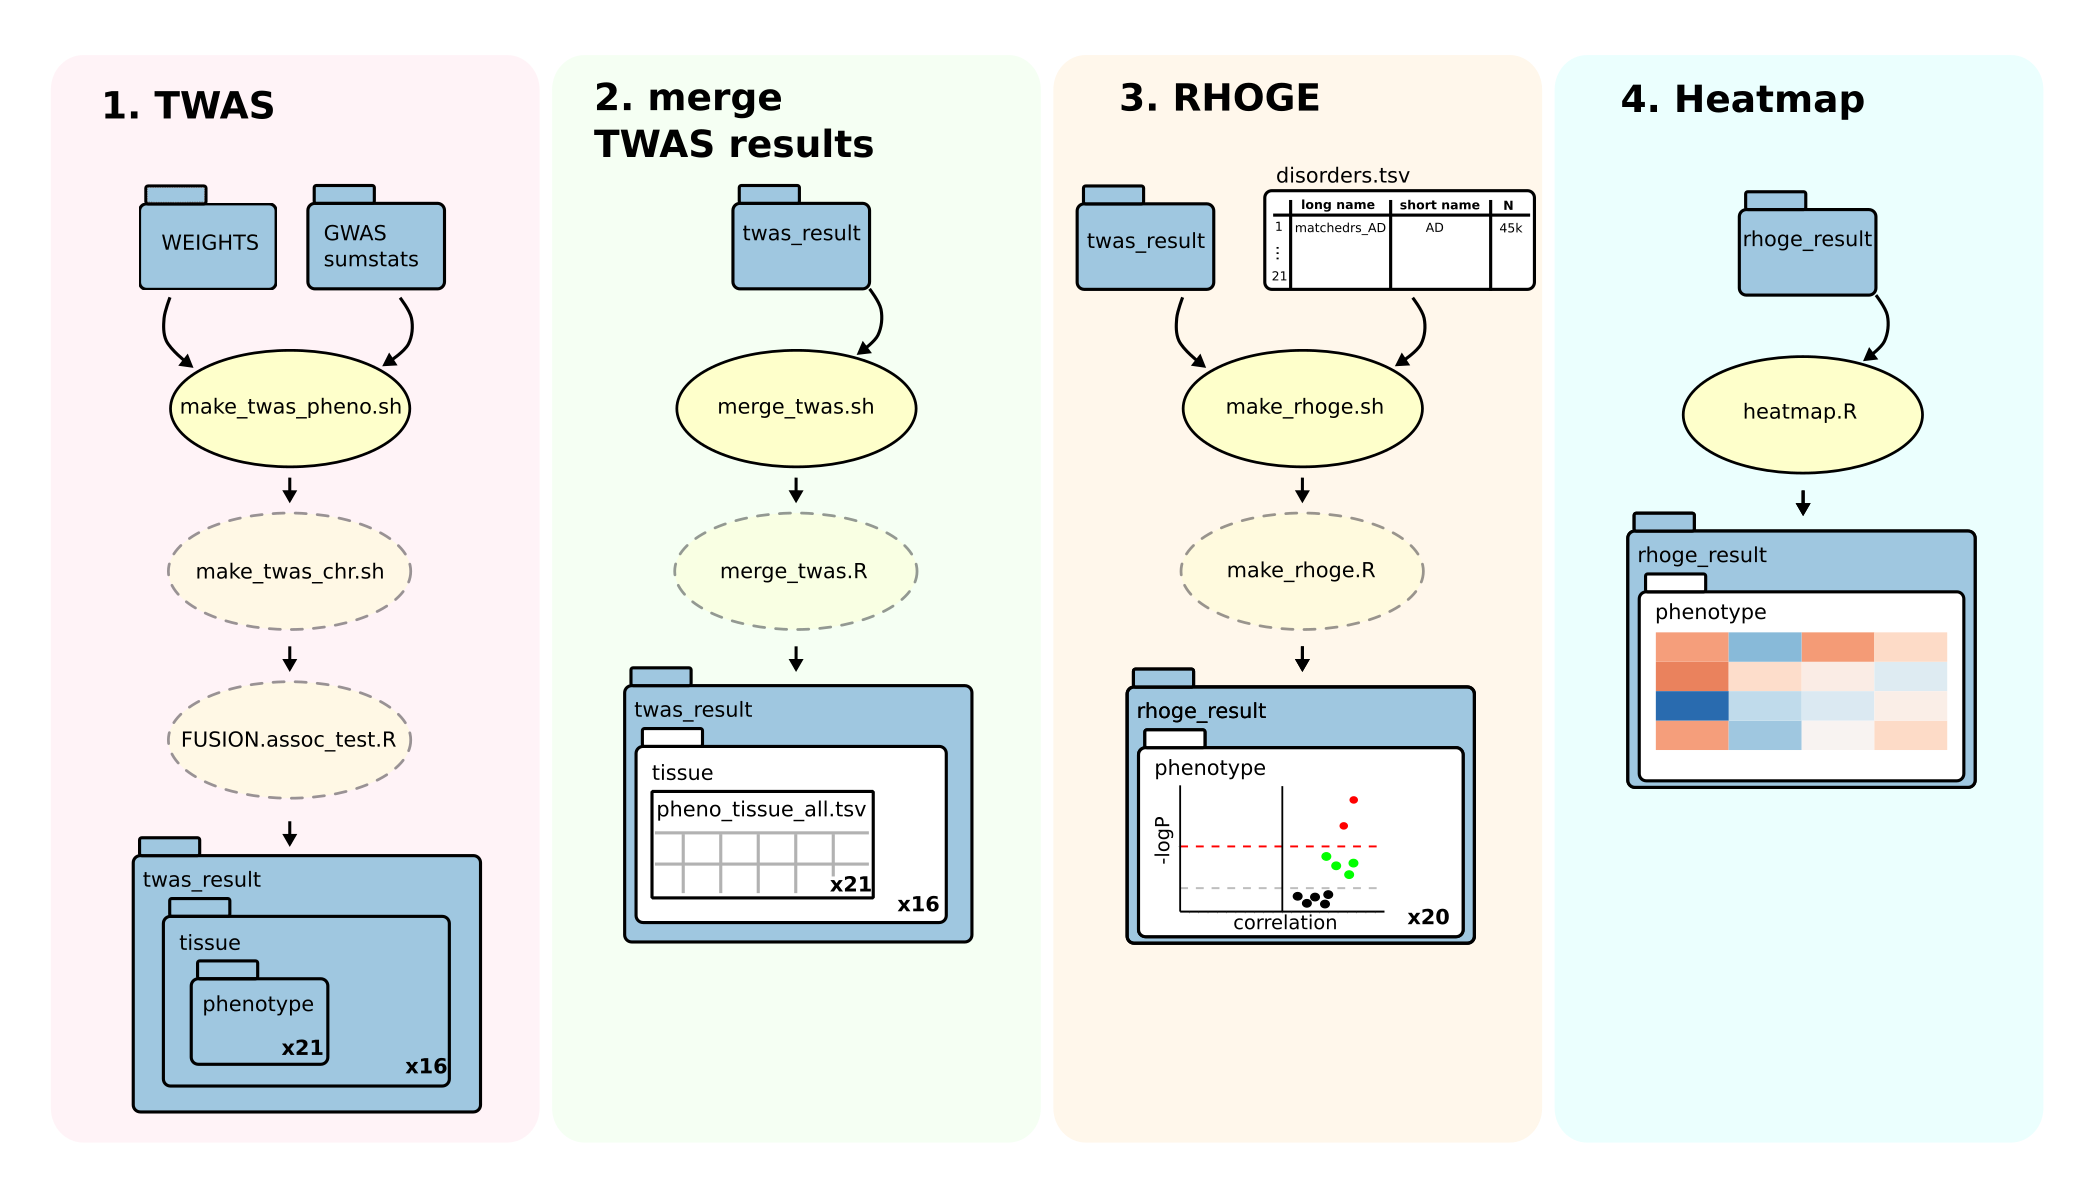 1. TWAS
WEIGHTS
GWAS
sumstats
make_twas_pheno.sh
make_twas_chr.sh
FUSION.assoc_test.R
twas_result
tissue
phenotype
x21
x16
2. merge
TWAS results
twas_result
merge_twas.sh
merge_twas.R
twas_result
tissue
pheno_tissue_all.tsv
x21
x16
3. RHOGE
twas_result
disorders.tsv
long name short name N
1 matchedrs_AD AD 45k
⋮
21
make_rhoge.sh
make_rhoge.R
rhoge_result
phenotype
-logP
correlation
x20
4. Heatmap
rhoge_result
heatmap.R
rhoge_result
phenotype